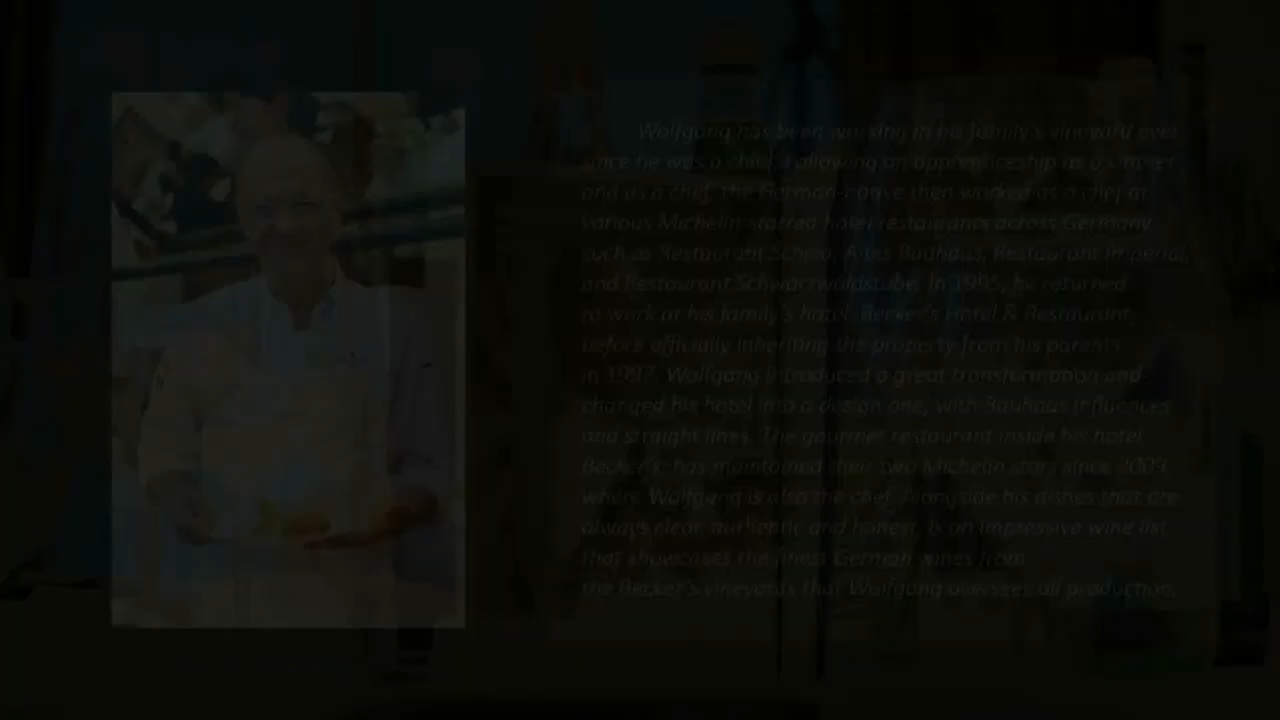 Wolfgang has been working in his family's vineyard ever
since he was a child. Following an apprenticeship as a vintner
and as a chef, the German-native then worked as a chef at
various Michelin-starred hotel restaurants across Germany
such as Restaurant Scheid, Altes Bauhaus, Restaurant Imperial,
and Restaurant Schwarzwaldstube. In 1995, he returned
to work at his family's hotel, Becker's Hotel & Restaurant
before officially inheriting the property from his parents
in 1997. Wolfgang introduced a great transformation and
changed his hotel into a design one, with Bauhaus influences
and straight lines. The gourmet restaurant inside his hotel
Becker's, has maintained their two Michelin stars since 2009
where Wolfgang is also the chef. Alongside his dishes that are
always clear, authentic and honest, is an impressive wine list
that showcases the finest German wines from
the Becker's vineyards that Wolfgang oversees all production.